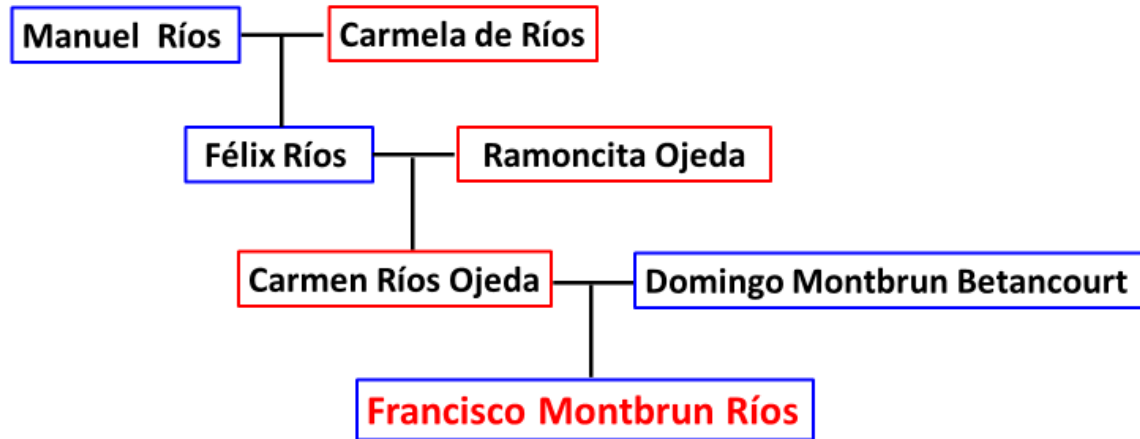 Manuel Ríos Carmela de Ríos
Félix Ríos Ramoncita Ojeda
Carmen Ríos Ojeda Domingo Montbrun Betancourt
Francisco Montbrun Ríos